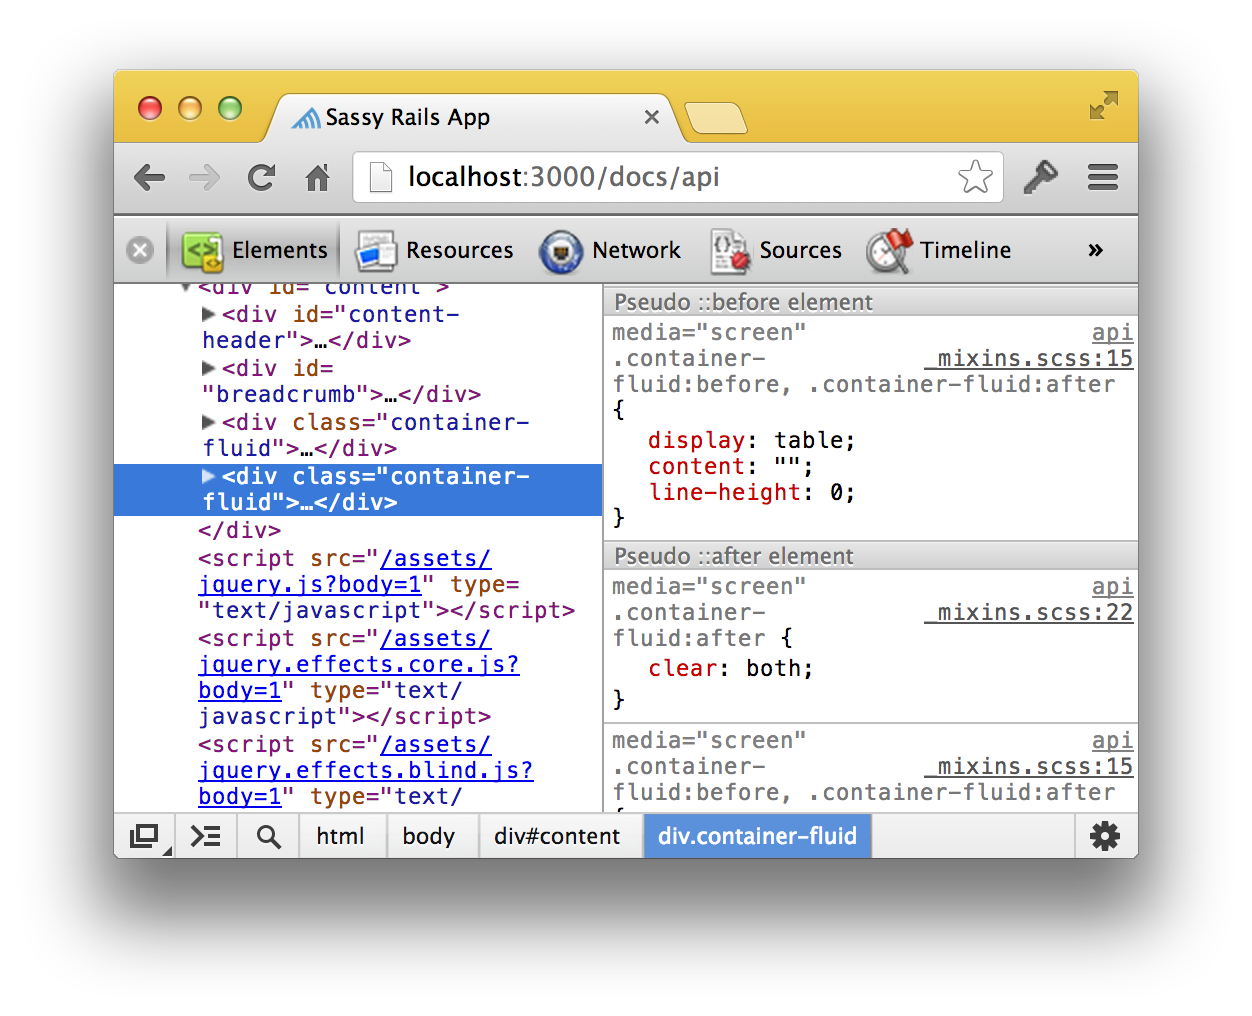 Sassy Rails App
localhost:3000/docs/api
Elements Resources Network Sources Timeline »
<div id="content">
▶<div id="content-
header">…</div>
▶<div id=
"breadcrumb">…</div>
▶<div class="container-
fluid">…</div>
▶<div class="container-
fluid">…</div>
</div>
<script src="/assets/
jquery.js?body=1" type=
"text/javascript"></script>
<script src="/assets/
jquery.effects.core.js?
body=1" type="text/
javascript"></script>
<script src="/assets/
jquery.effects.blind.js?
body=1" type="text/
Pseudo ::before element
media="screen" api
.container- _mixins.scss:15
fluid:before, .container-fluid:after
{
display: table;
content: "";
line-height: 0;
}
Pseudo ::after element
media="screen" api
.container- _mixins.scss:22
fluid:after {
clear: both;
}
media="screen" api
.container- _mixins.scss:15
fluid:before, .container-fluid:after
{
html body div#content div.container-fluid